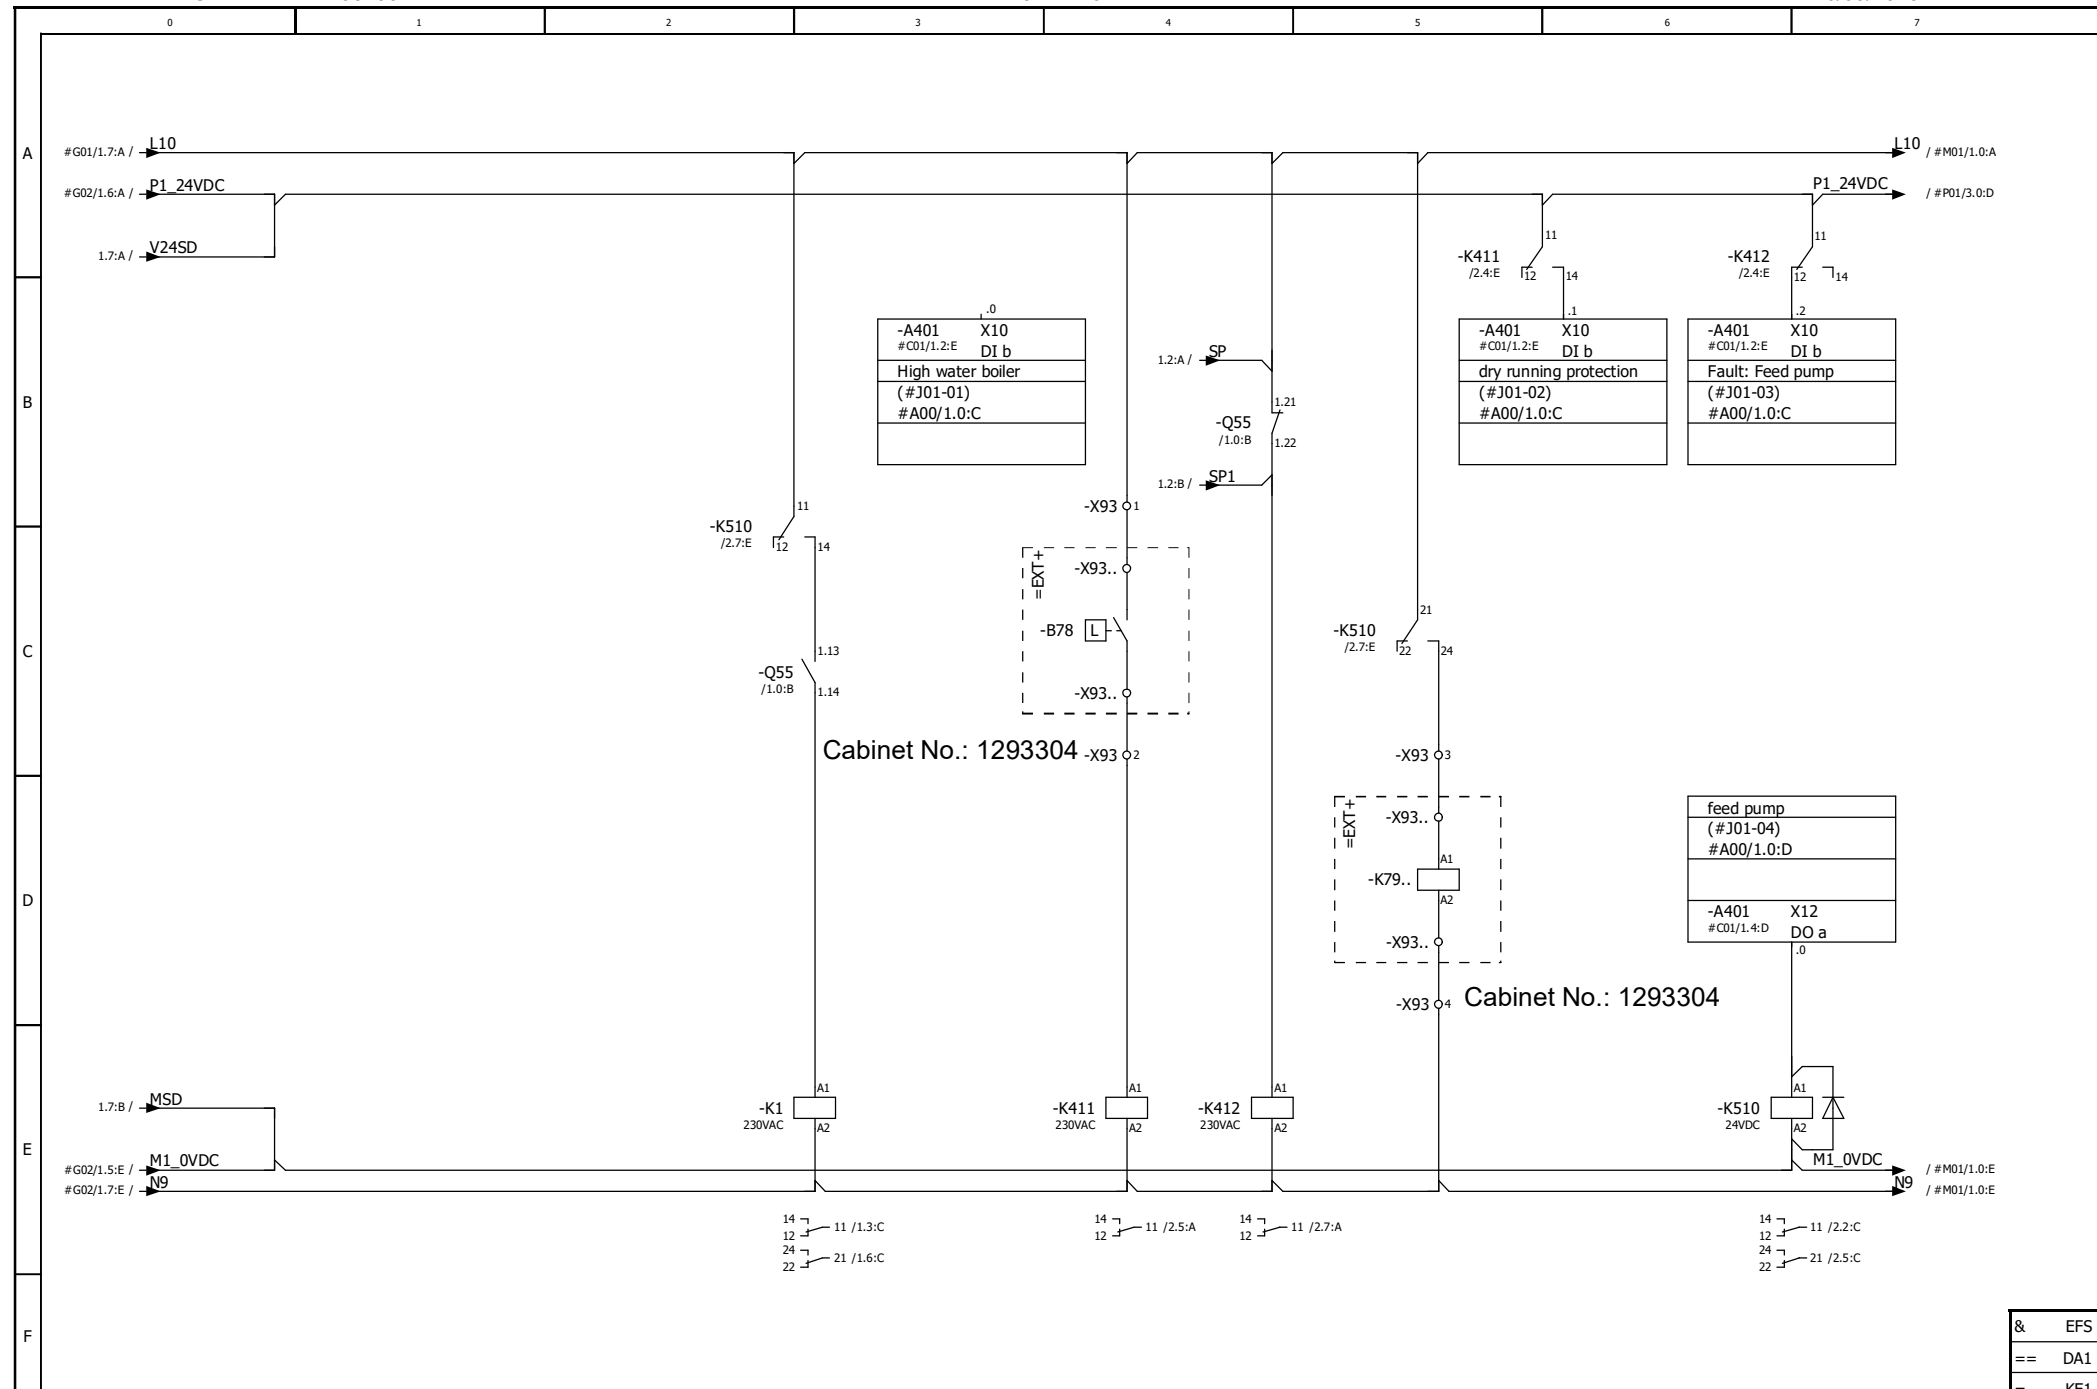 0 1 2 3 4 5 6 7
A
#G01/1.7:A / L10
L10 / #M01/1.0:A
#G02/1.6:A / P1_24VDC
P1_24VDC / #P01/3.0:D
1.7:A / V24SD
-K411 11
/2.4:E 12 14
-K412 11
/2.4:E 12 14
B
.0
-A401 X10
#C01/1.2:E DI b
High water boiler
(#J01-01)
#A00/1.0:C
1.2:A / SP
-Q55 1.21
/1.0:B 1.22
1.2:B / SP1
.1
-A401 X10
#C01/1.2:E DI b
dry running protection
(#J01-02)
#A00/1.0:C
.2
-A401 X10
#C01/1.2:E DI b
Fault: Feed pump
(#J01-03)
#A00/1.0:C
-X93 1
C
-K510 11
/2.7:E 12 14
=EXT+
-X93..
-B78 L
-X93..
-Q55 1.13
/1.0:B 1.14
-K510 21
/2.7:E 22 24
Cabinet No.: 1293304
-X93 2
-X93 3
D
=EXT+
-X93..
A1
-K79..
A2
-X93..
feed pump
(#J01-04)
#A00/1.0:D
-A401 X12
#C01/1.4:D DO a
.0
-X93 4
Cabinet No.: 1293304
E
1.7:B / MSD
A1
-K1
230VAC A2
A1
-K411
230VAC A2
A1
-K412
230VAC A2
A1
-K510
24VDC A2
#G02/1.5:E / M1_0VDC
M1_0VDC / #M01/1.0:E
#G02/1.7:E / N9
N9 / #M01/1.0:E
14
12 11 /1.3:C
24
22 21 /1.6:C
14
12 11 /2.5:A
14
12 11 /2.7:A
14
12 11 /2.2:C
24
22 21 /2.5:C
F
& EFS
== DA1